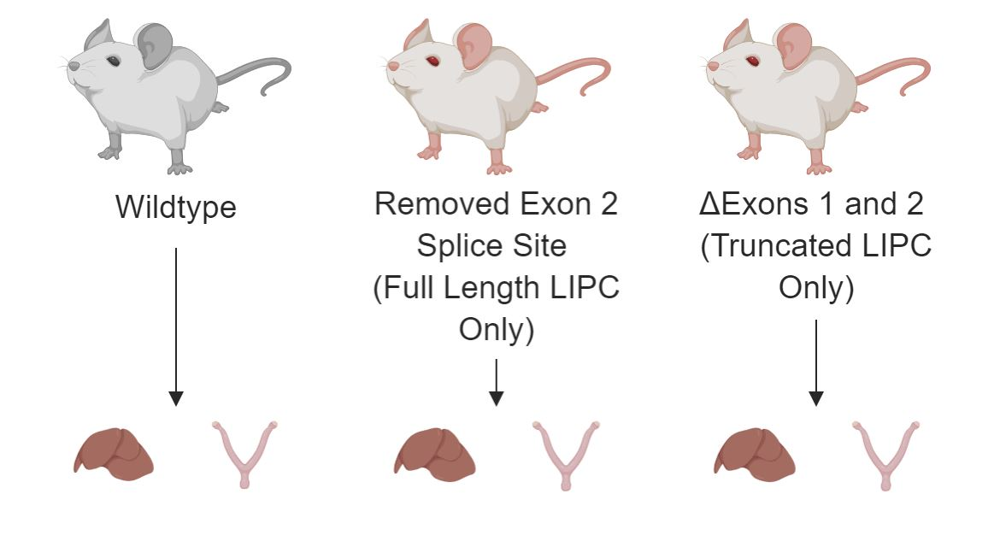 Wildtype
Removed Exon 2
Splice Site
(Full Length LIPC
Only)
ΔExons 1 and 2
(Truncated LIPC
Only)